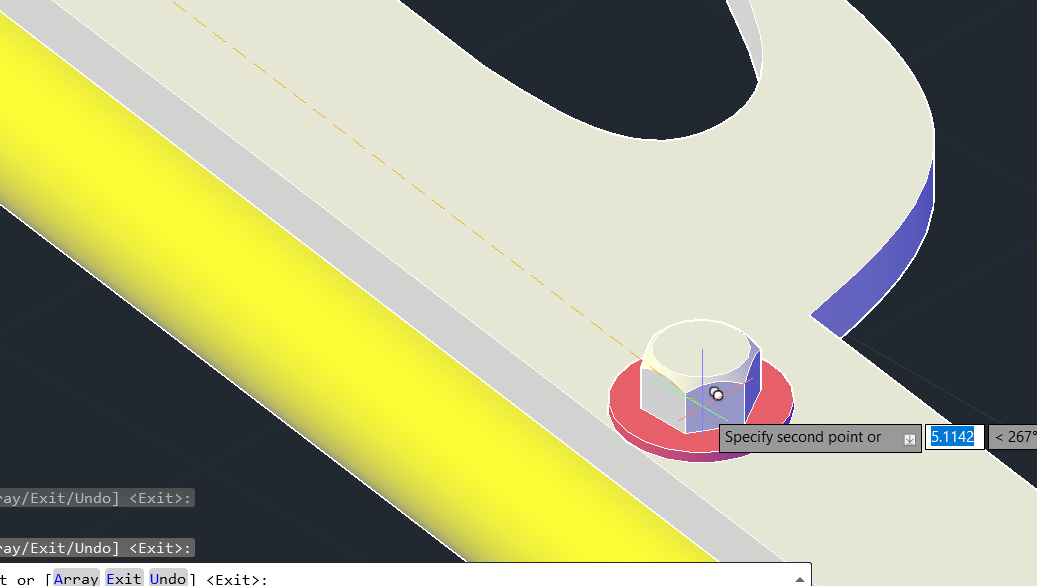 Specify second point or 5.1142 < 267°
ray/Exit/Undo] <Exit>:
ray/Exit/Undo] <Exit>:
t or [Array Exit Undo] <Exit>: